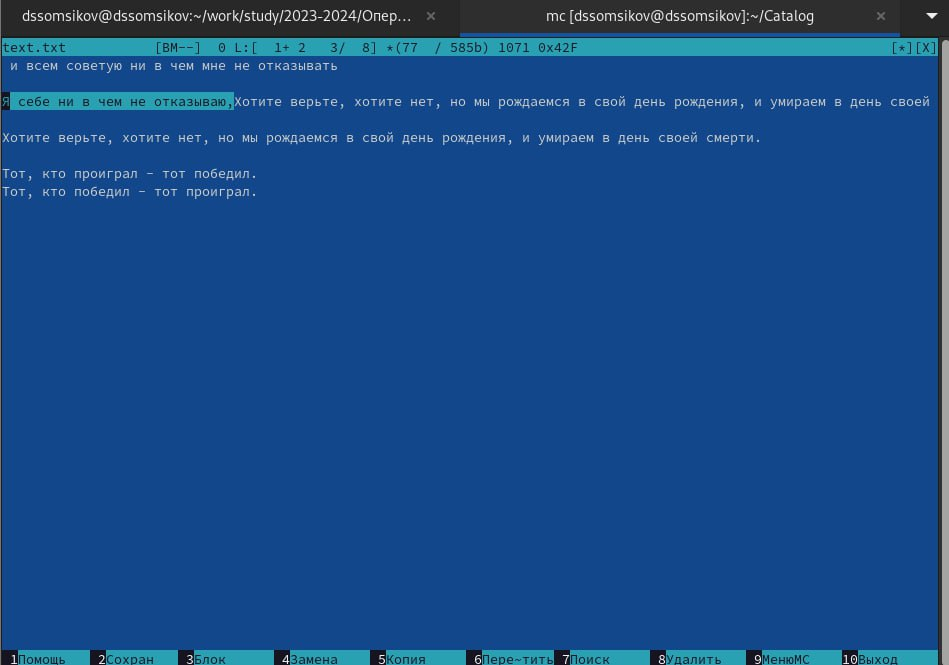 dssomsikov@dssomsikov:~/work/study/2023-2024/Опер... × mc [dssomsikov@dssomsikov]:~/Catalog ×
text.txt [BM--] 0 L:[ 1+ 2 3/ 8] *(77 / 585b) 1071 0x42F [*][X]
и всем советую ни в чем мне не отказывать
Я себе ни в чем не отказываю,Хотите верьте, хотите нет, но мы рождаемся в свой день рождения, и умираем в день своей
Хотите верьте, хотите нет, но мы рождаемся в свой день рождения, и умираем в день своей смерти.
Тот, кто проиграл – тот победил.
Тот, кто победил – тот проиграл.
1Помощь 2Сохран 3Блок 4Замена 5Копия 6Пере~тить 7Поиск 8Удалить 9МенюМС 10Выход